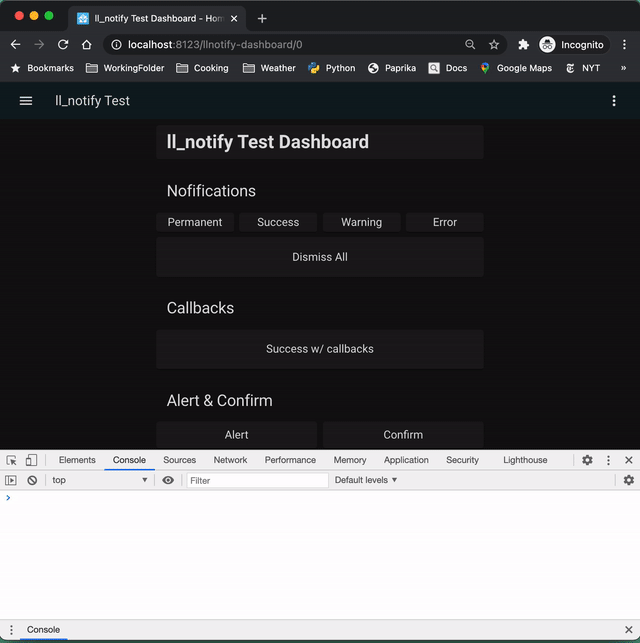 ll_notify Test Dashboard - Hom
Incognito
localhost:8123/llnotify-dashboard/0
Bookmarks WorkingFolder Cooking Weather Python Paprika Docs Google Maps NYT »
ll_notify Test
ll_notify Test Dashboard
Nofifications
Permanent Success Warning Error
Dismiss All
Callbacks
Success w/ callbacks
Alert & Confirm
Alert Confirm
Elements Console Sources Network Performance Memory Application Security Lighthouse
top Filter Default levels
Console